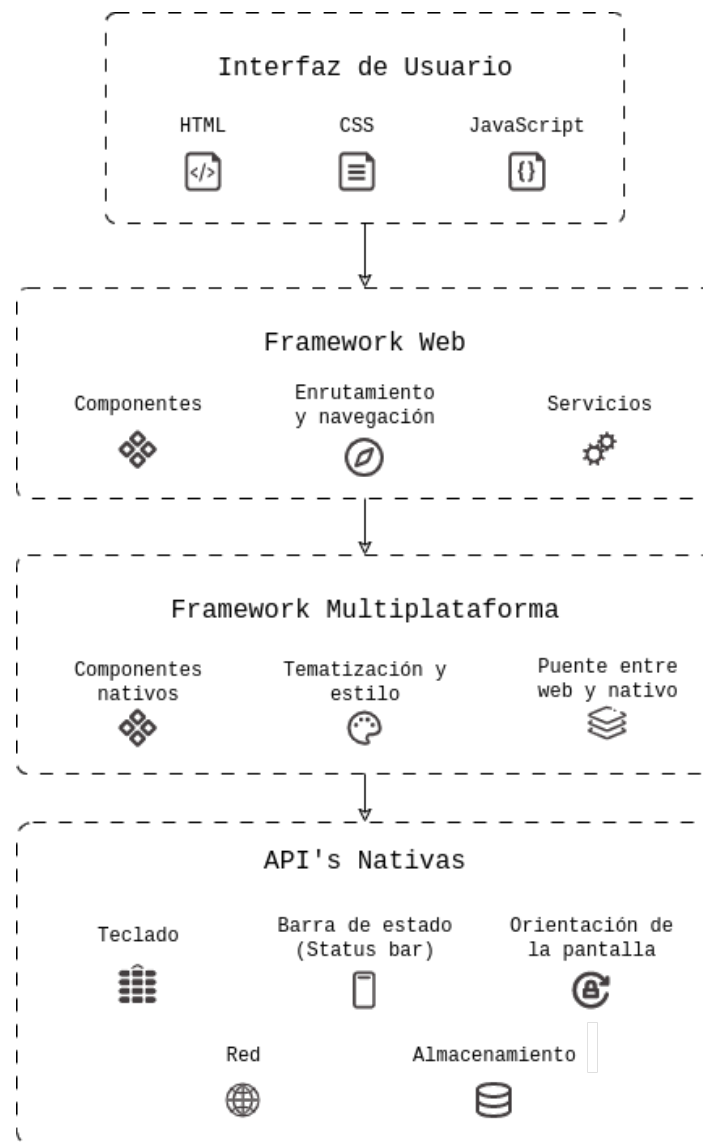 Interfaz de Usuario
HTML
CSS
JavaScript
</>
{}
Framework Web
Componentes
Enrutamiento
y navegación
Servicios
Framework Multiplataforma
Componentes
nativos
Tematización y
estilo
Puente entre
web y nativo
API's Nativas
Teclado
Barra de estado
(Status bar)
Orientación de
la pantalla
Red
Almacenamiento